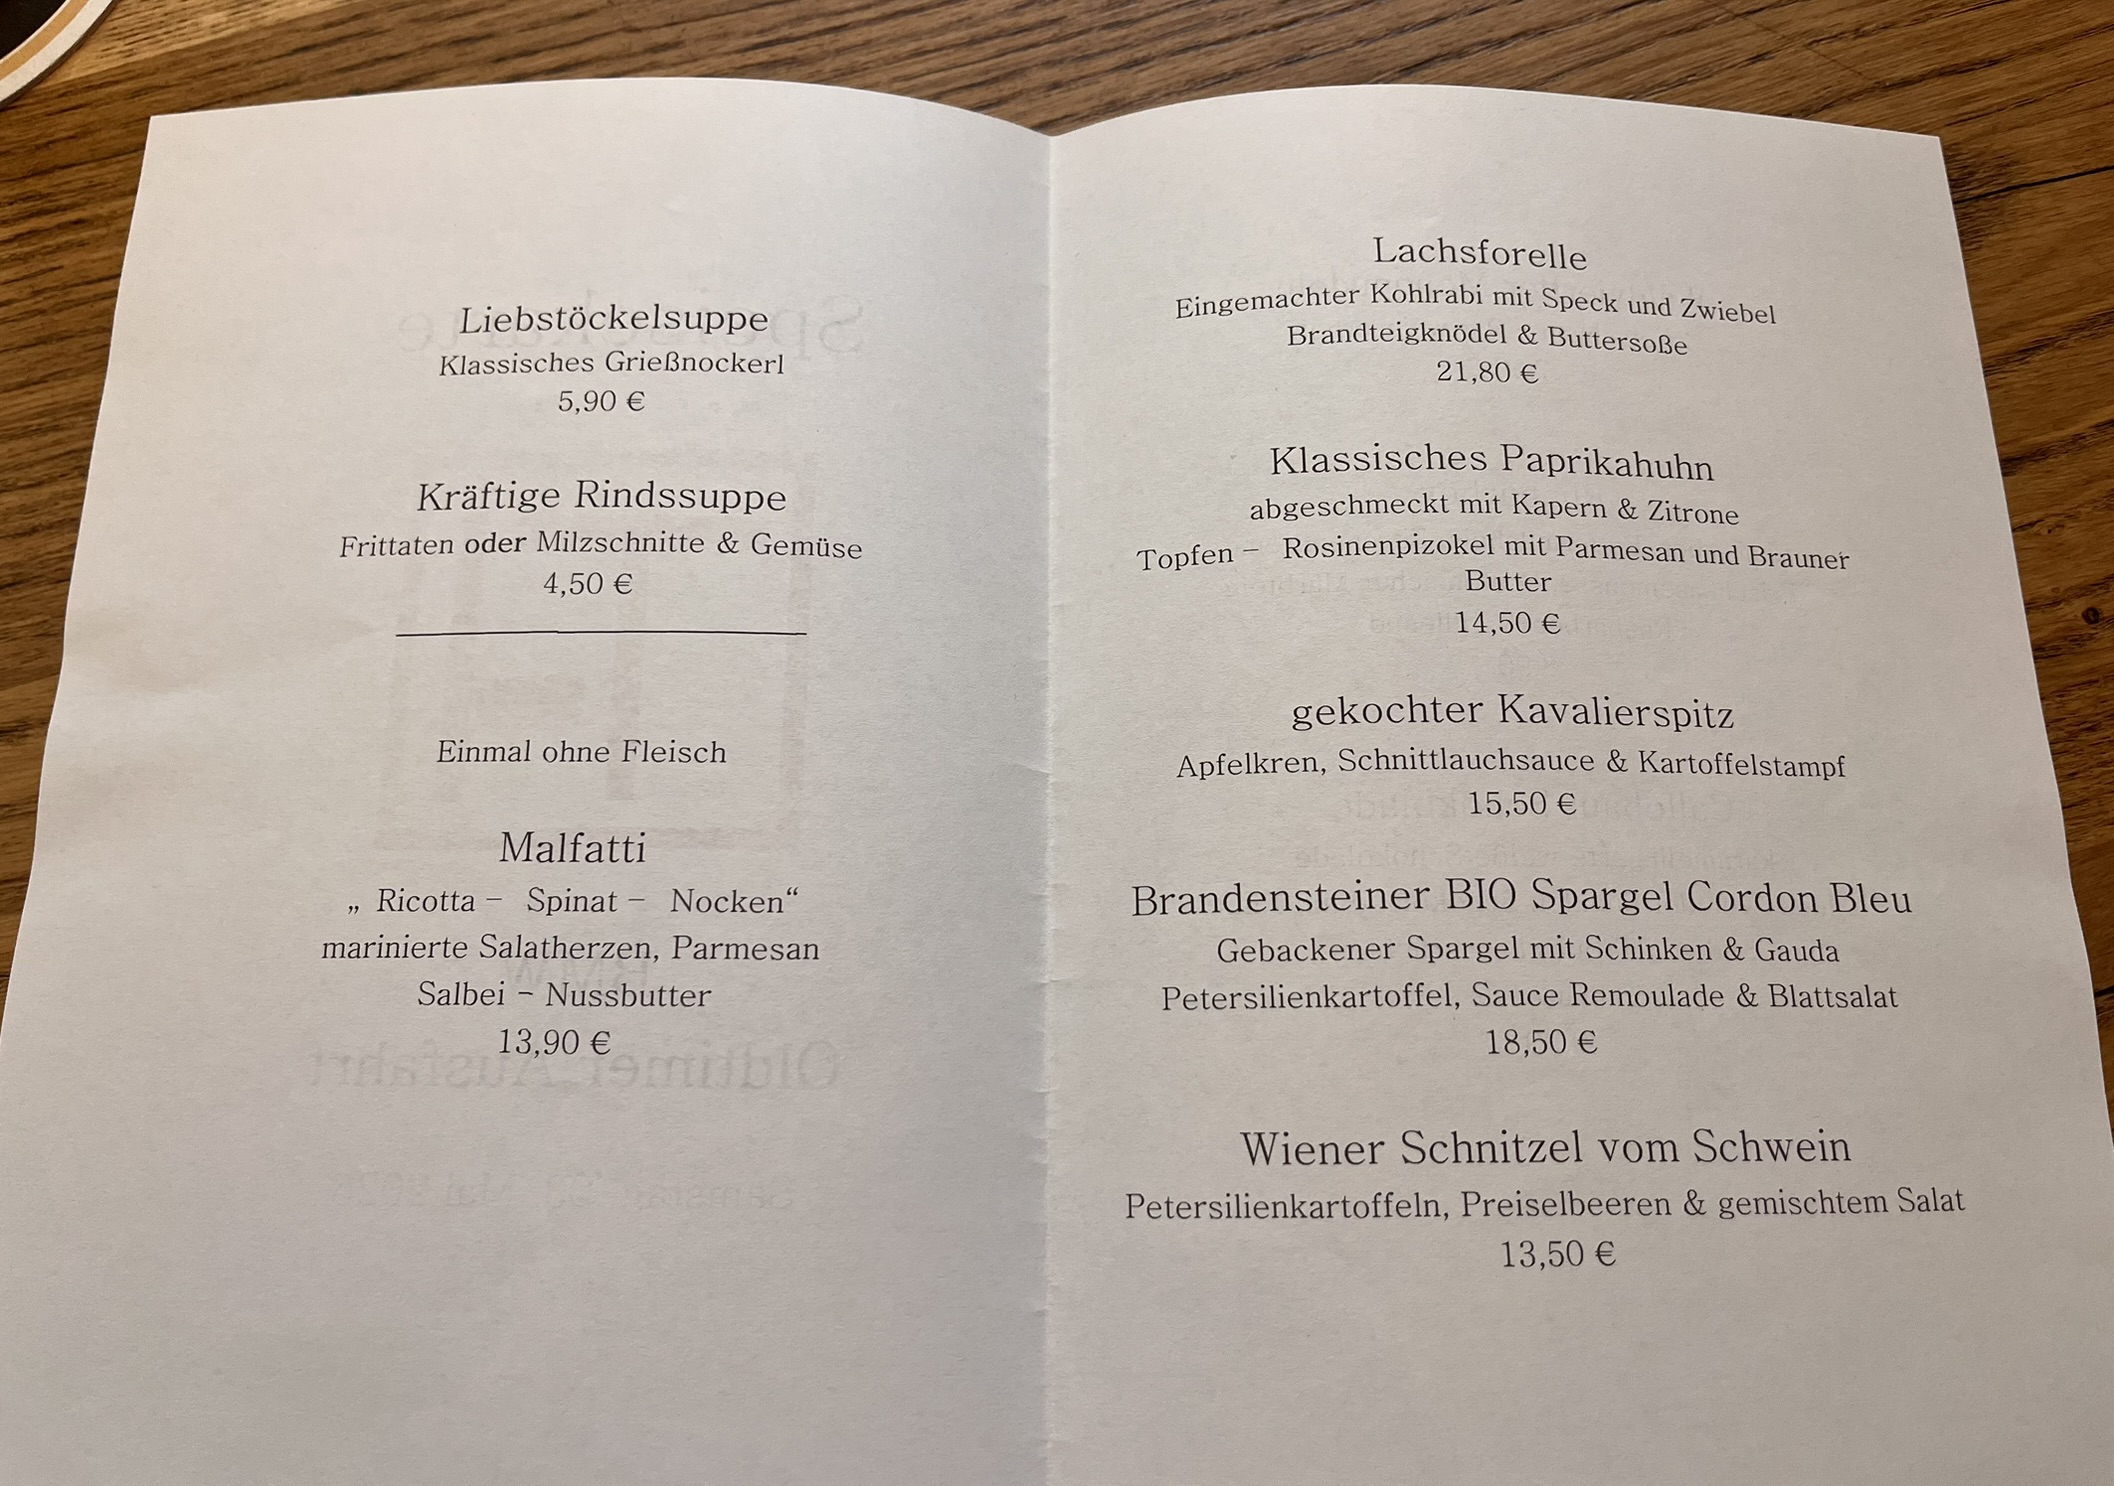 Liebstöckelsuppe
Klassisches Grießnockerl
5,90 €
Kräftige Rindssuppe
Frittaten oder Milzschnitte & Gemüse
4,50 €
Einmal ohne Fleisch
Malfatti
„ Ricotta – Spinat – Nocken“
marinierte Salatherzen, Parmesan
Salbei – Nussbutter
13,90 €
Lachsforelle
Eingemachter Kohlrabi mit Speck und Zwiebel
Brandteigknödel & Buttersoße
21,80 €
Klassisches Paprikahuhn
abgeschmeckt mit Kapern & Zitrone
Topfen – Rosinenpizokel mit Parmesan und Brauner
Butter
14,50 €
gekochter Kavalierspitz
Apfelkren, Schnittlauchsauce & Kartoffelstampf
15,50 €
Brandensteiner BIO Spargel Cordon Bleu
Gebackener Spargel mit Schinken & Gauda
Petersilienkartoffel, Sauce Remoulade & Blattsalat
18,50 €
Wiener Schnitzel vom Schwein
Petersilienkartoffeln, Preiselbeeren & gemischtem Salat
13,50 €